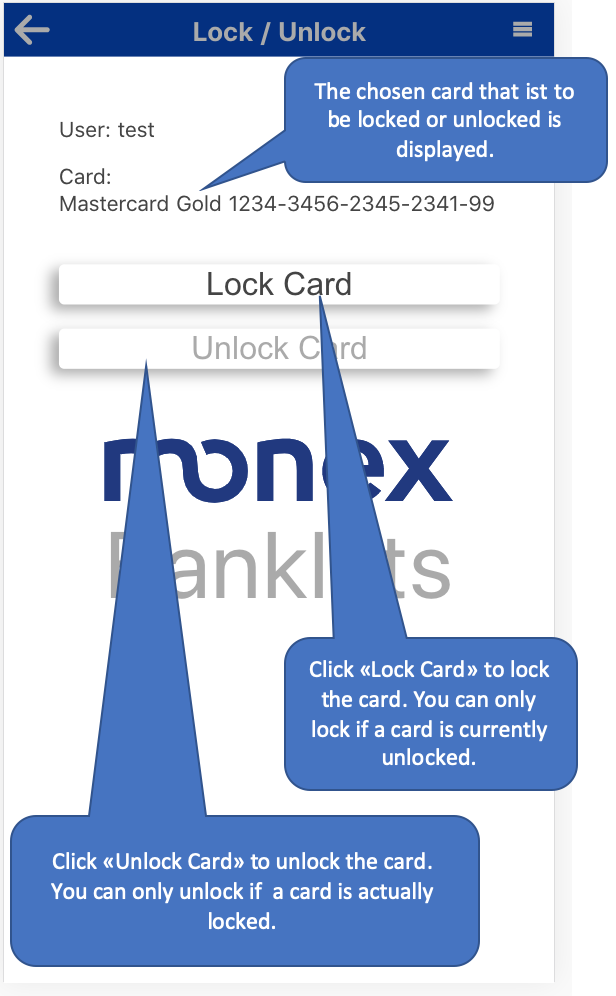 Lock / Unlock
The chosen card that ist to
be locked or unlocked is
displayed.
User: test
Card:
Mastercard Gold 1234-3456-2345-2341-99
Lock Card
Unlock Card
monex
Click «Lock Card» to lock
the card. You can only
lock if a card is currently
unlocked.
Click «Unlock Card» to unlock the card.
You can only unlock if a card is actually
locked.